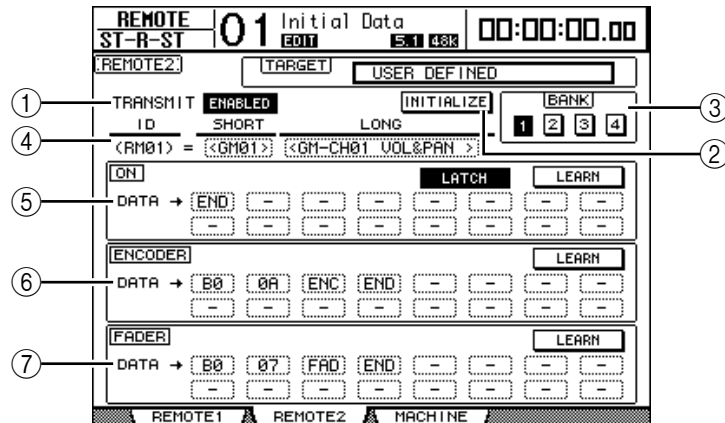 REMOTE
ST-R-ST
01 Initial Data
EDIT 5.1 48k
00:00:00.00
REMOTE2
TARGET USER DEFINED
① TRANSMIT ENABLED INITIALIZE BANK ③
ID SHORT LONG 1 2 3 4 ②
④ (RM01) = <GM01> <GM-CH01 VOL&PAN >
ON LATCH LEARN
⑤ DATA → END - - - - - - -
- - - - - - - -
ENCODER LEARN
⑥ DATA → B0 0A ENC END - - - -
- - - - - - - -
FADER LEARN
⑦ DATA → B0 07 FAD END - - - -
- - - - - - - -
REMOTE1 REMOTE2 MACHINE